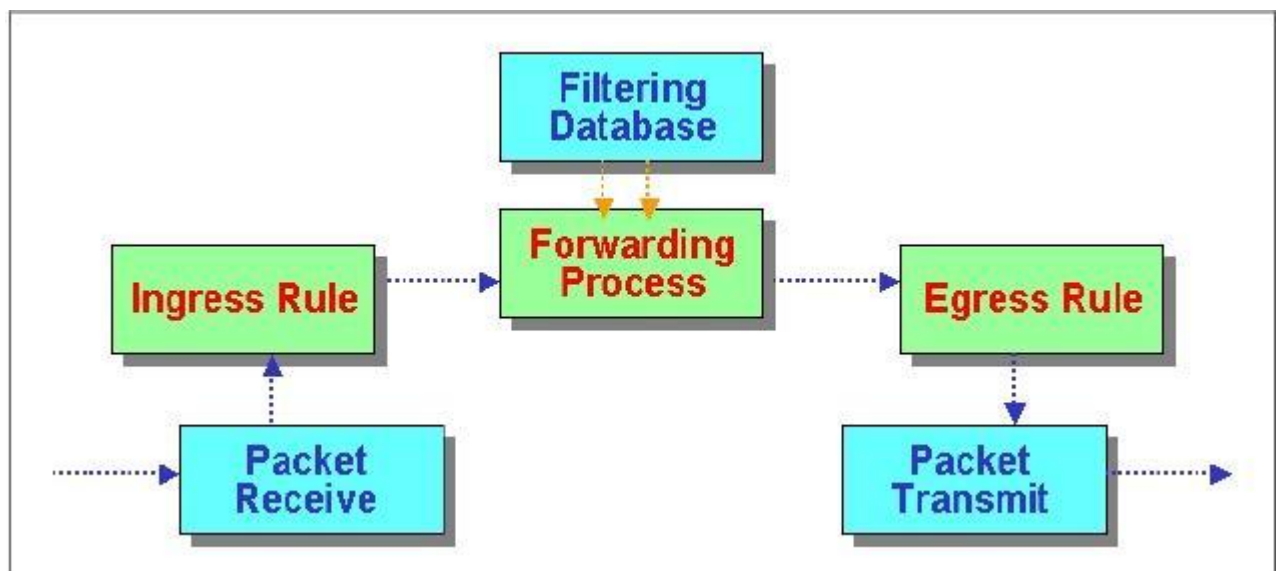 Filtering
Database
Forwarding
Process
Ingress Rule
Egress Rule
Packet
Receive
Packet
Transmit